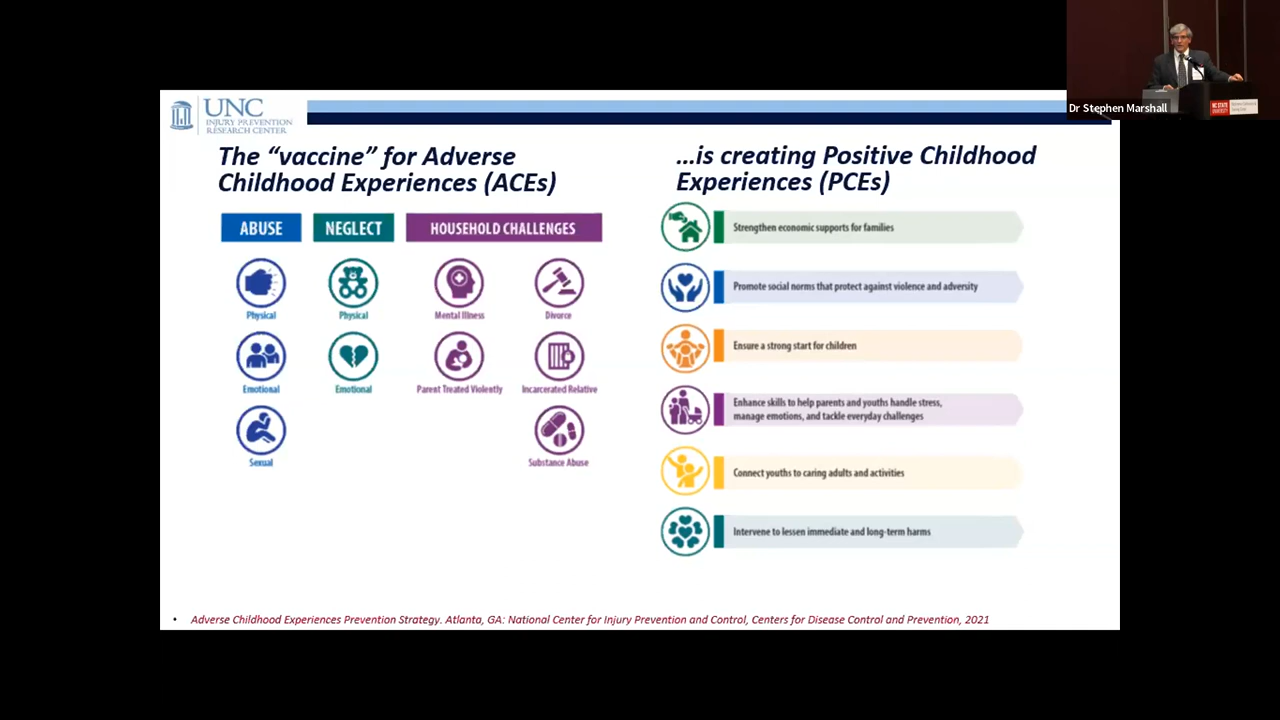 UNC
INJURY PREVENTION
RESEARCH CENTER
Dr Stephen Marshall
NC STATE
UNIVERSITY
The “vaccine” for Adverse
Childhood Experiences (ACEs)
ABUSE
NEGLECT
HOUSEHOLD CHALLENGES
Physical
Physical
Mental Illness
Divorce
Emotional
Emotional
Parent Treated Violently
Incarcerated Relative
Sexual
Substance Abuse
…is creating Positive Childhood
Experiences (PCEs)
Strengthen economic supports for families
Promote social norms that protect against violence and adversity
Ensure a strong start for children
Enhance skills to help parents and youths handle stress,
manage emotions, and tackle everyday challenges
Connect youths to caring adults and activities
Intervene to lessen immediate and long-term harms
• Adverse Childhood Experiences Prevention Strategy. Atlanta, GA: National Center for Injury Prevention and Control, Centers for Disease Control and Prevention, 2021